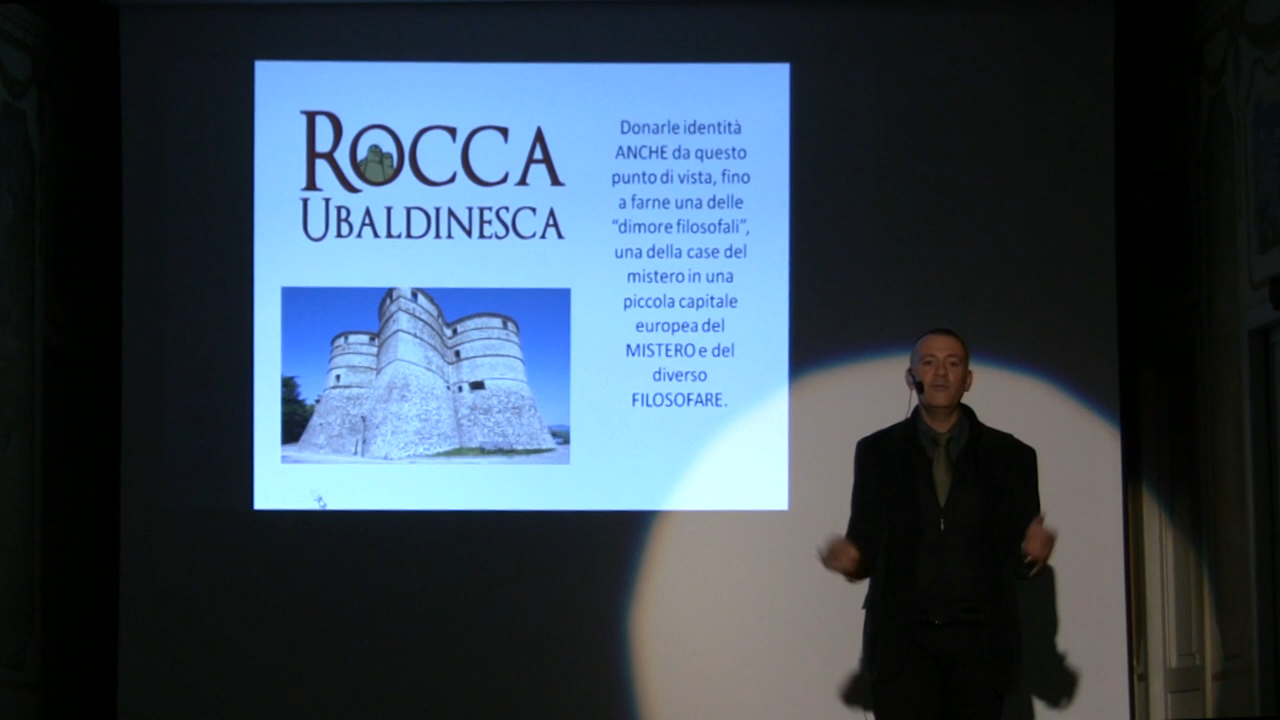 ROCCA
UBALDINESCA
Donarle identità
ANCHE da questo
punto di vista, fino
a farne una delle
“dimore filosofali”,
una della case del
mistero in una
piccola capitale
europea del
MISTERO e del
diverso
FILOSOFARE.